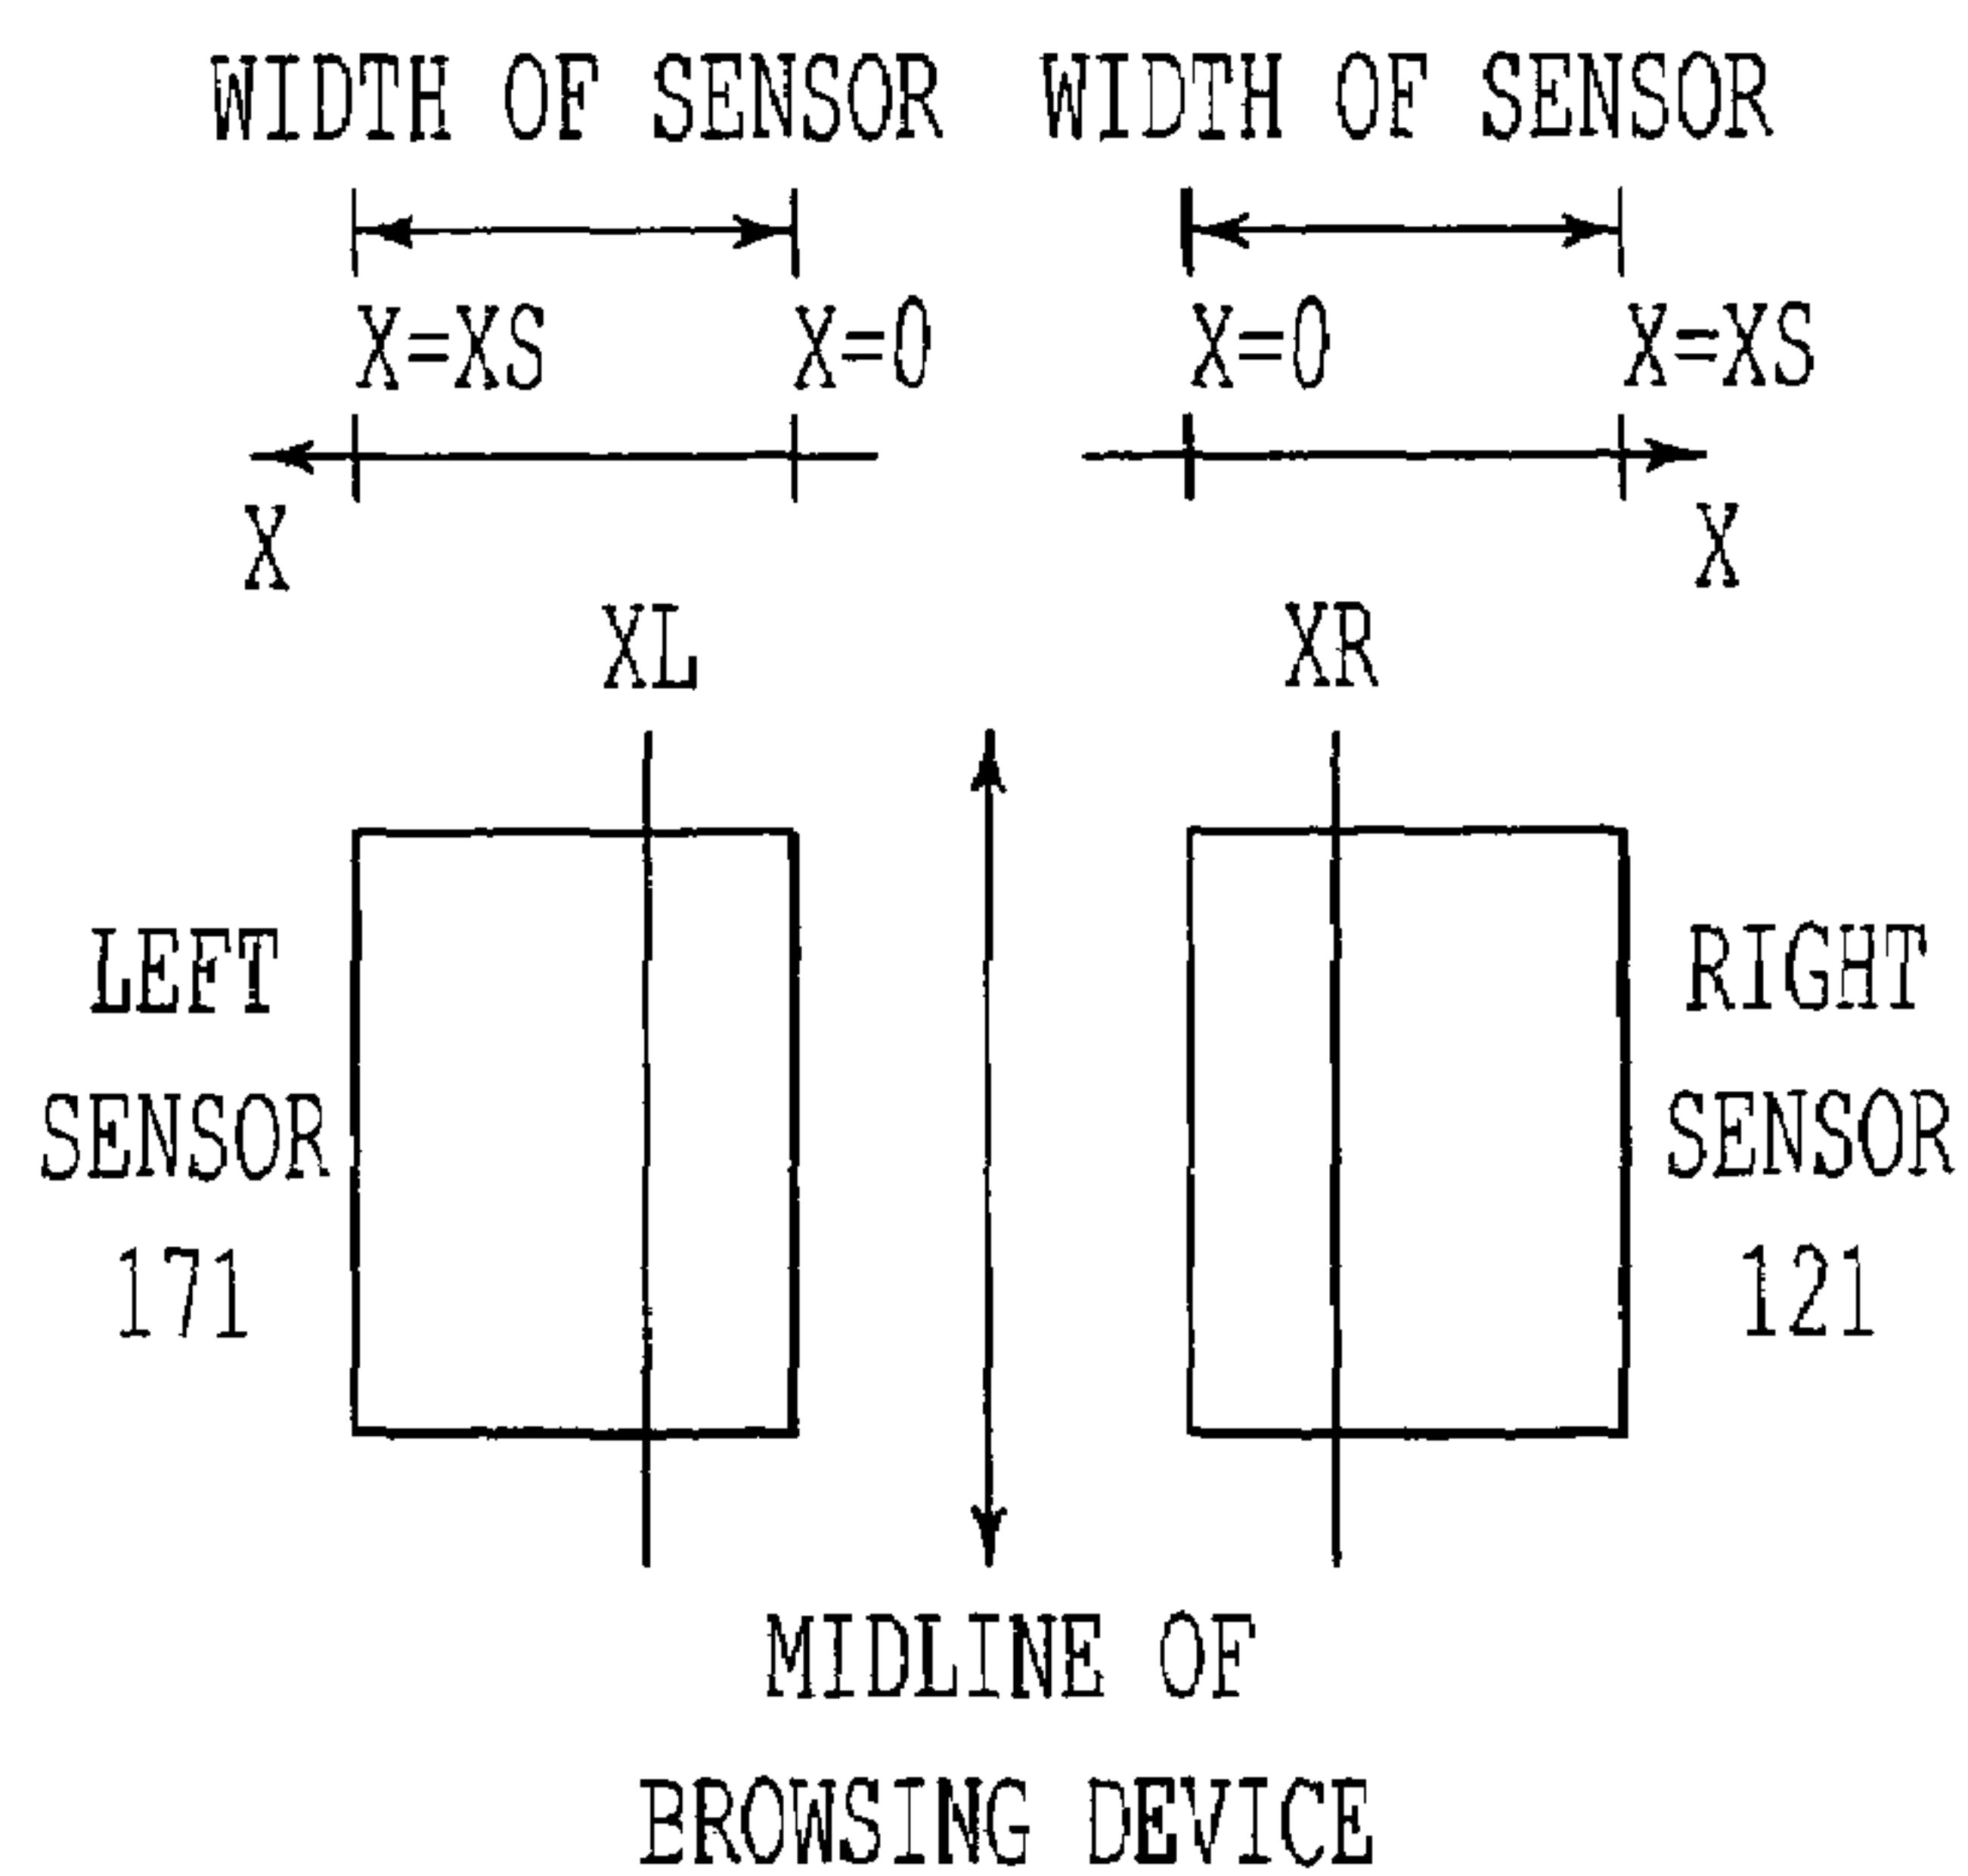 WIDTH OF SENSOR WIDTH OF SENSOR
X=XS X=0 X=0 X=XS
X X
XL XR
LEFT RIGHT
SENSOR SENSOR
171 121
MIDLINE OF
BROWSING DEVICE